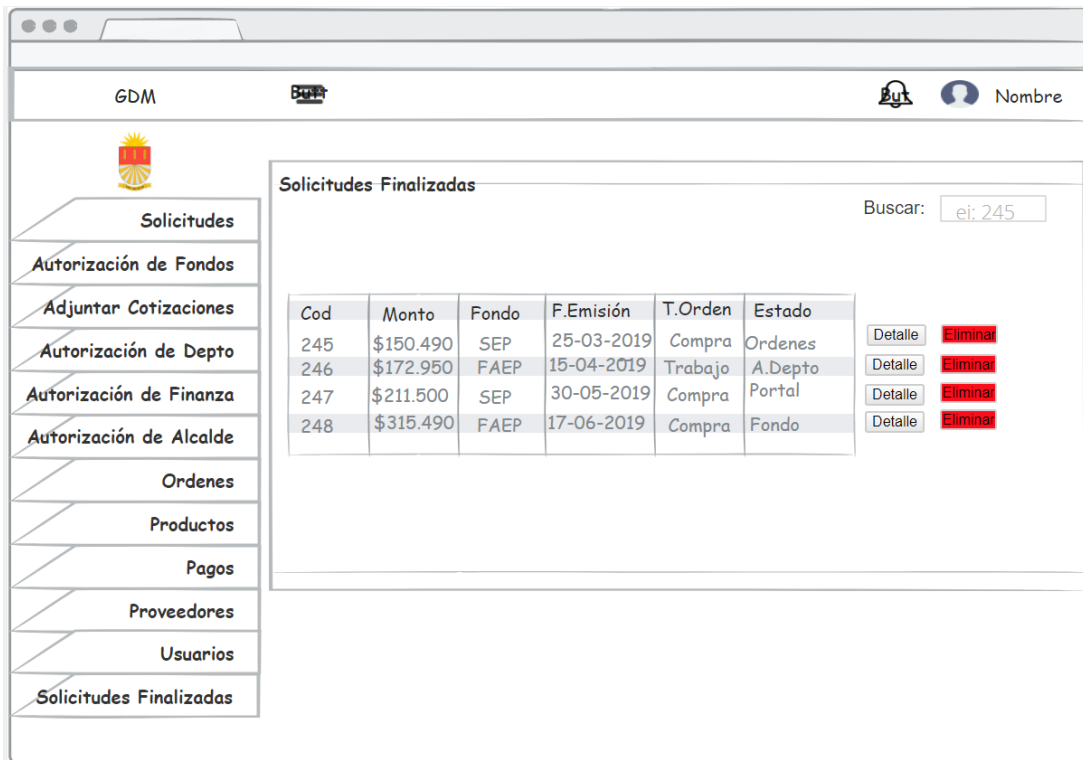 GDM
Butt
But
Nombre
Solicitudes
Autorización de Fondos
Adjuntar Cotizaciones
Autorización de Depto
Autorización de Finanza
Autorización de Alcalde
Ordenes
Productos
Pagos
Proveedores
Usuarios
Solicitudes Finalizadas
Solicitudes Finalizadas
Buscar: ej: 245
Cod Monto Fondo F.Emisión T.Orden Estado
245 $150.490 SEP 25-03-2019 Compra Ordenes Detalle Eliminar
246 $172.950 FAEP 15-04-2019 Trabajo A.Depto Detalle Eliminar
247 $211.500 SEP 30-05-2019 Compra Portal Detalle Eliminar
248 $315.490 FAEP 17-06-2019 Compra Fondo Detalle Eliminar